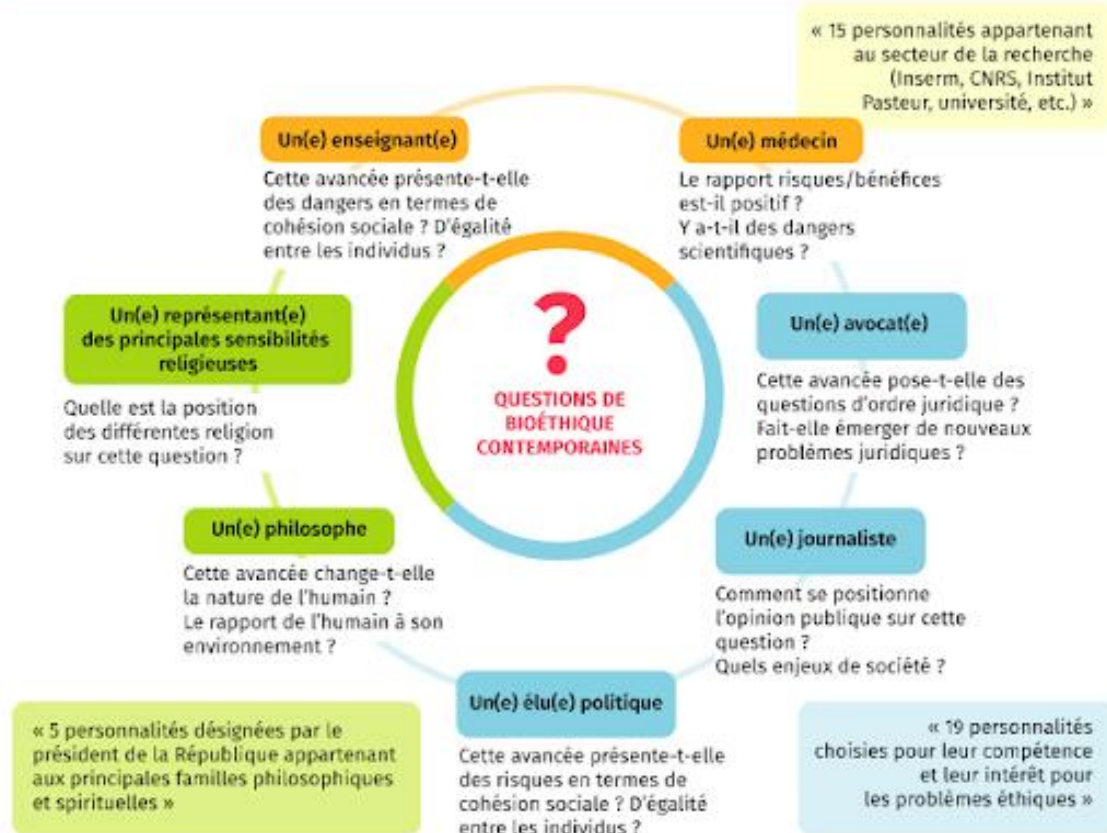 « 15 personnalités appartenant
au secteur de la recherche
(Inserm, CNRS, Institut
Pasteur, université, etc.) »
Un(e) enseignant(e)
Cette avancée présente-t-elle
des dangers en termes de
cohésion sociale ? D'égalité
entre les individus ?
Un(e) médecin
Le rapport risques/bénéfices
est-il positif ?
Y a-t-il des dangers
scientifiques ?
Un(e) représentant(e)
des principales sensibilités
religieuses
Quelle est la position
des différentes religion
sur cette question ?
?
QUESTIONS DE
BIOÉTHIQUE
CONTEMPORAINES
Un(e) avocat(e)
Cette avancée pose-t-elle des
questions d'ordre juridique ?
Fait-elle émerger de nouveaux
problèmes juridiques ?
Un(e) philosophe
Cette avancée change-t-elle
la nature de l'humain ?
Le rapport de l'humain à son
environnement ?
Un(e) journaliste
Comment se positionne
l'opinion publique sur cette
question ?
Quels enjeux de société ?
Un(e) élu(e) politique
Cette avancée présente-t-elle
des risques en termes de
cohésion sociale ? D'égalité
entre les individus ?
« 5 personnalités désignées par le
président de la République appartenant
aux principales familles philosophiques
et spirituelles »
« 19 personnalités
choisies pour leur compétence
et leur intérêt pour
les problèmes éthiques »